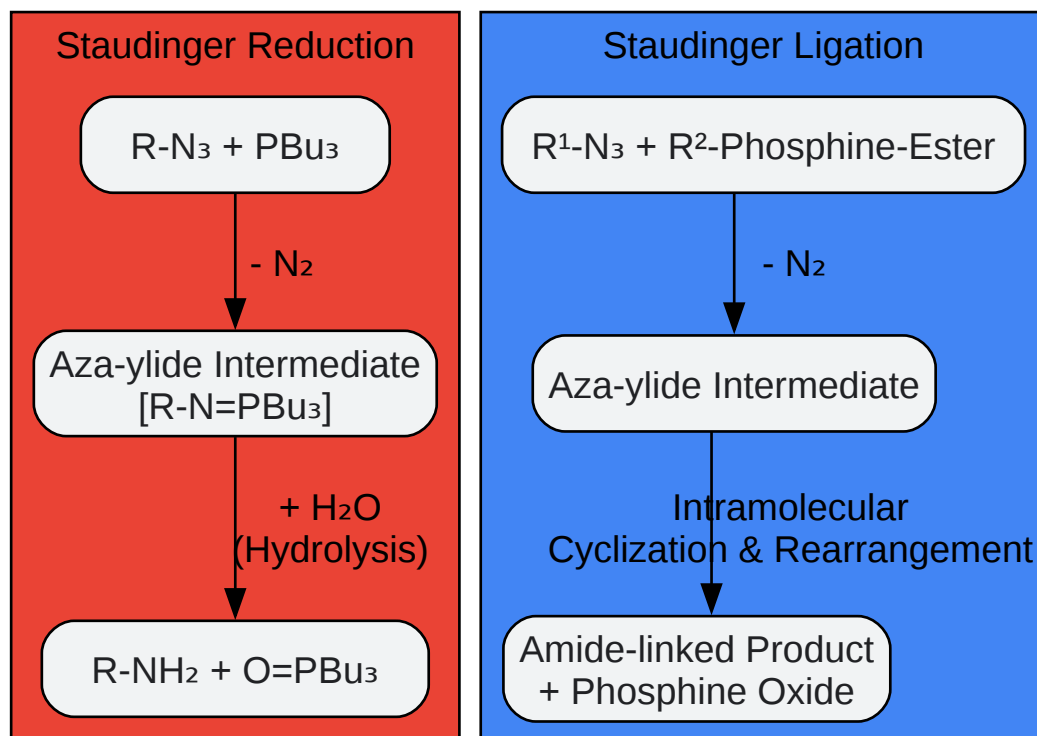 Staudinger Reduction
R-N₃ + PBu₃
- N₂
Aza-ylide Intermediate
[R-N=PBu₃]
+ H₂O
(Hydrolysis)
R-NH₂ + O=PBu₃
Staudinger Ligation
R¹-N₃ + R²-Phosphine-Ester
- N₂
Aza-ylide Intermediate
Intramolecular
Cyclization & Rearrangement
Amide-linked Product
+ Phosphine Oxide